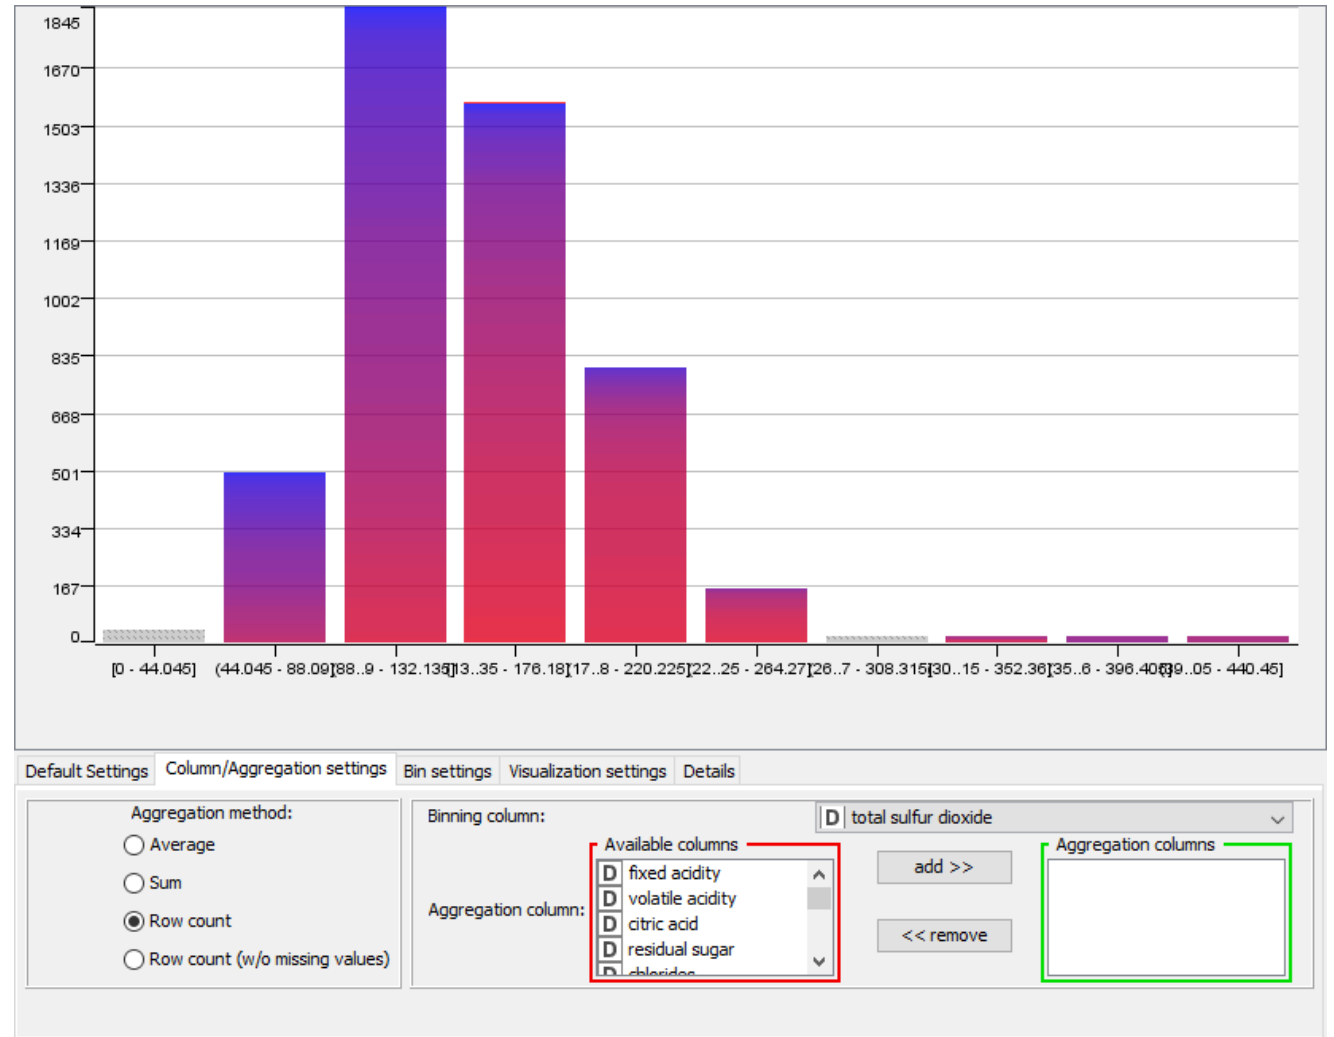 1845
1670
1503
1336
1169
1002
835
668
501
334
167
0
[0 - 44.045] (44.045 - 88.09] (88..9 - 132.135] (13..35 - 176.18] (17..8 - 220.225] (22..25 - 264.27] (26..7 - 308.315] (30..15 - 352.36] (35..6 - 396.405] (39..05 - 440.45]
Default Settings Column/Aggregation settings Bin settings Visualization settings Details
Aggregation method:
Average
Sum
Row count
Row count (w/o missing values)
Binning column:
D total sulfur dioxide
Aggregation column:
Available columns
D fixed acidity
D volatile acidity
D citric acid
D residual sugar
D chlorides
add >>
<< remove
Aggregation columns